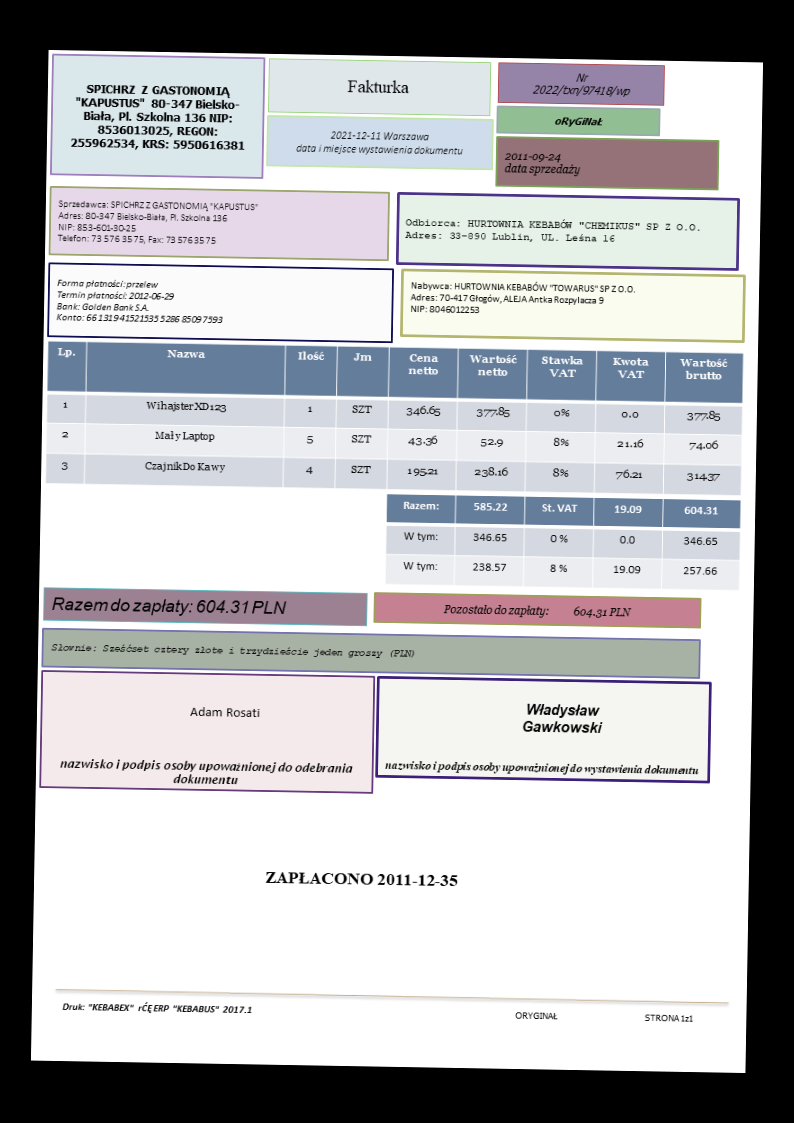 SPICHRZ Z GASTONOMIĄ
"KAPUSTUS" 80-347 Bielsko-
Biała, Pl. Szkolna 136 NIP:
8536013025, REGON:
255962534, KRS: 5950616381
Fakturka
2021-12-11 Warszawa
data i miejsce wystawienia dokumentu
Nr
2022/txn/97418/wp
oRyGiNaŁ
2011-09-24
data sprzedaży
Sprzedawca: SPICHRZ Z GASTONOMIĄ "KAPUSTUS"
Adres: 80-347 Bielsko-Biała, Pl. Szkolna 136
NIP: 853-601-30-25
Telefon: 73 576 35 75, Fax: 73 576 35 75
Odbiorca: HURTOWNIA KEBABÓW "CHEMIKUS" SP Z O.O.
Adres: 33-890 Lublin, UL. Leśna 16
Forma płatności: przelew
Termin płatności: 2012-06-29
Bank: Golden Bank S.A.
Konto: 66 1319 4152 1535 5286 8509 7593
Nabywca: HURTOWNIA KEBABÓW "TOWARUS" SP Z O.O.
Adres: 70-417 Głogów, ALEJA Antka Rozpylacza 9
NIP: 8046012253
Lp. Nazwa Ilość Jm Cena netto Wartość netto Stawka VAT Kwota VAT Wartość brutto
1 Wihajster XD123 1 SZT 346.65 377.85 0% 0.0 377.85
2 Mały Laptop 5 SZT 43.36 52.9 8% 21.16 74.06
3 Czajnik Do Kawy 4 SZT 195.21 238.16 8% 76.21 314.37
Razem: 585.22 St. VAT 19.09 604.31
W tym: 346.65 0 % 0.0 346.65
W tym: 238.57 8 % 19.09 257.66
Razem do zapłaty: 604.31 PLN
Pozostało do zapłaty: 604.31 PLN
Słownie: Sześćset cztery złote i trzydzieście jeden groszy (PLN)
Adam Rosati
nazwisko i podpis osoby upoważnionej do odebrania
dokumentu
Władysław
Gawkowski
nazwisko i podpis osoby upoważnionej do wystawienia dokumentu
ZAPŁACONO 2011-12-35
Druk: "KEBABEX" rĆĘ ERP "KEBABUS" 2017.1
ORYGINAŁ
STRONA 1z1